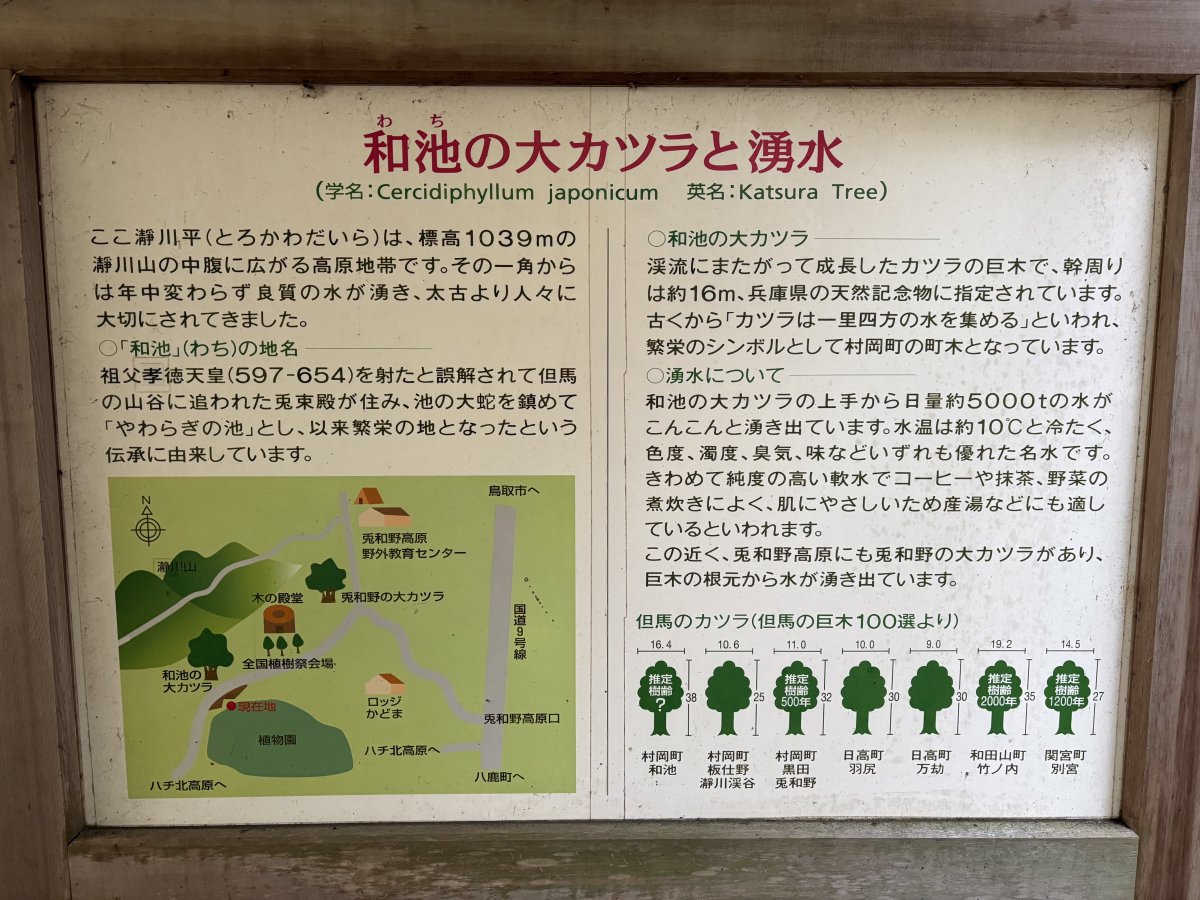 わ ち
和池の大カツラと湧水
(学名:Cercidiphyllum japonicum 英名:Katsura Tree)
ここ瀞川平(とろかわだいら)は、標高1039mの
瀞川山の中腹に広がる高原地帯です。その一角から
は年中変わらず良質の水が湧き、太古より人々に
大切にされてきました。
○「和池」(わち)の地名
祖父孝徳天皇(597-654)を射たと誤解されて但馬
の山谷に追われた兎束殿が住み、池の大蛇を鎮めて
「やわらぎの池」とし、以来繁栄の地となったという
伝承に由来しています。
N
鳥取市へ
兎和野高原
野外教育センター
瀞川山
木の殿堂
兎和野の大カツラ
国道9号線
全国植樹祭会場
和池の
大カツラ
現在地
ロッジ
かどま
兎和野高原口
植物園
ハチ北高原へ
ハチ北高原へ
八鹿町へ
○和池の大カツラ
渓流にまたがって成長したカツラの巨木で、幹周り
は約16m、兵庫県の天然記念物に指定されています。
古くから「カツラは一里四方の水を集める」といわれ、
繁栄のシンボルとして村岡町の町木となっています。
○湧水について
和池の大カツラの上手から日量約5000tの水が
こんこんと湧き出ています。水温は約10℃と冷たく、
色度、濁度、臭気、味などいずれも優れた名水です。
きわめて純度の高い軟水でコーヒーや抹茶、野菜の
煮炊きによく、肌にやさしいため産湯などにも適し
ているといわれます。
この近く、兎和野高原にも兎和野の大カツラがあり、
巨木の根元から水が湧き出ています。
但馬のカツラ(但馬の巨木100選より)
16.4 10.6 11.0 10.0 9.0 19.2 14.5
推定 推定 推定 推定
樹齢 樹齢 樹齢 樹齢
? 500年 2000年 1200年
38 25 32 30 30 35 27
村岡町 村岡町 村岡町 日高町 日高町 和田山町 関宮町
和池 板仕野 黒田 羽尻 万劫 竹ノ内 別宮
瀞川渓谷 兎和野